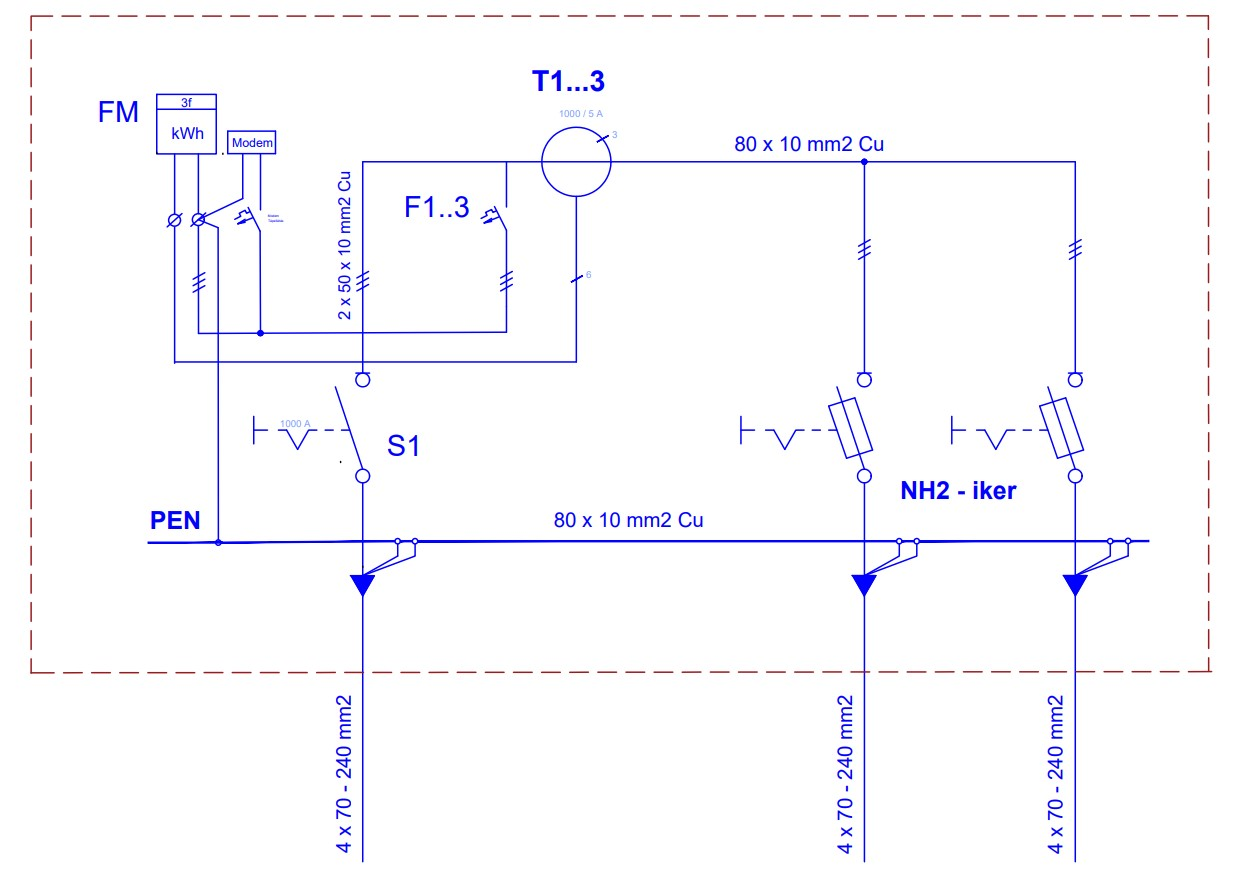 T1...3
1000 / 5 A
3
FM
3f
kWh
Modem
80 x 10 mm2 Cu
2 x 50 x 10 mm2 Cu
F1..3
6
1000 A
S1
NH2 - iker
PEN
80 x 10 mm2 Cu
4 x 70 - 240 mm2
4 x 70 - 240 mm2
4 x 70 - 240 mm2